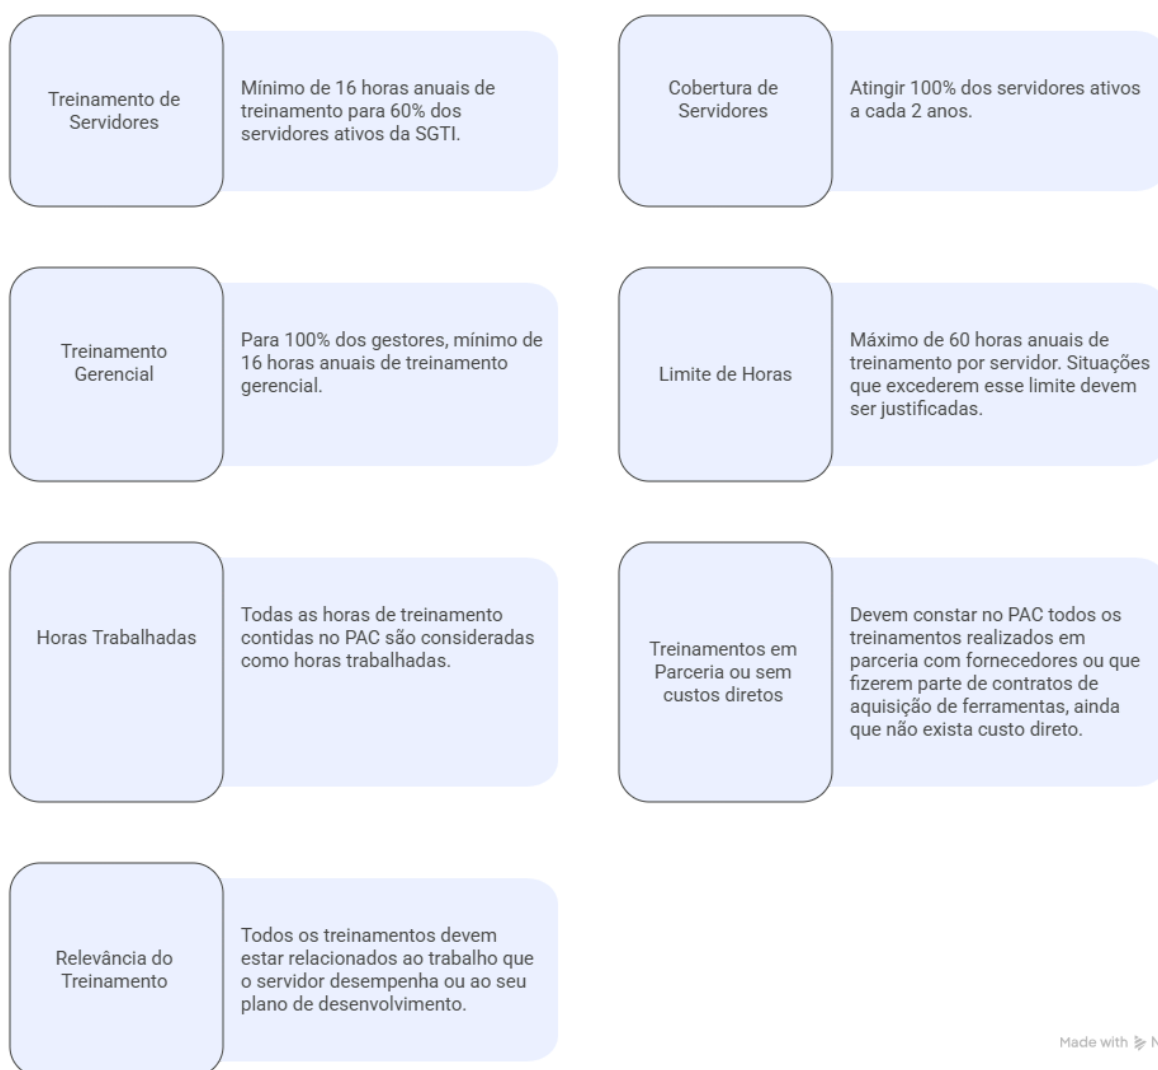 Treinamento de
Servidores
Mínimo de 16 horas anuais de
treinamento para 60% dos
servidores ativos da SGTI.
Cobertura de
Servidores
Atingir 100% dos servidores ativos
a cada 2 anos.
Treinamento
Gerencial
Para 100% dos gestores, mínimo de
16 horas anuais de treinamento
gerencial.
Limite de Horas
Máximo de 60 horas anuais de
treinamento por servidor. Situações
que excederem esse limite devem
ser justificadas.
Horas Trabalhadas
Todas as horas de treinamento
contidas no PAC são consideradas
como horas trabalhadas.
Treinamentos em
Parceria ou sem
custos diretos
Devem constar no PAC todos os
treinamentos realizados em
parceria com fornecedores ou que
fizerem parte de contratos de
aquisição de ferramentas, ainda
que não exista custo direto.
Relevância do
Treinamento
Todos os treinamentos devem
estar relacionados ao trabalho que
o servidor desempenha ou ao seu
plano de desenvolvimento.
Made with